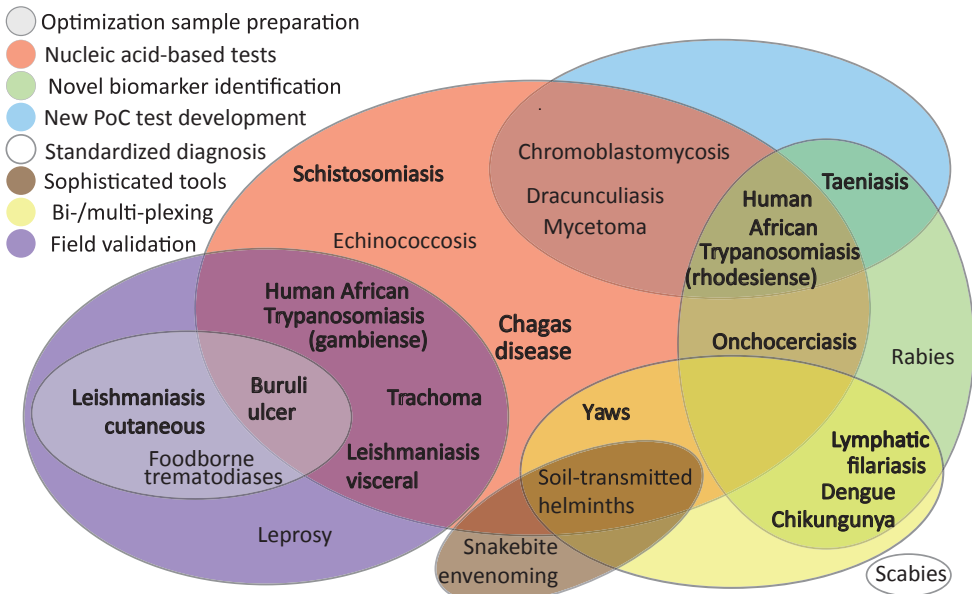 Optimization sample preparation
Nucleic acid-based tests
Novel biomarker identification
New PoC test development
Standardized diagnosis
Sophisticated tools
Bi-/multi-plexing
Field validation
Chromoblastomycosis
Dracunculiasis
Mycetoma
Schistosomiasis
Echinococcosis
Taeniasis
Human
African
Trypanosomiasis
(rhodesiense)
Human African
Trypanosomiasis
(gambiense)
Chagas
disease
Onchocerciasis
Rabies
Buruli
ulcer
Trachoma
Leishmaniasis
cutaneous
Foodborne
trematodiases
Leishmaniasis
visceral
Leprosy
Yaws
Soil-transmitted
helminths
Snakebite
envenoming
Lymphatic
filariasis
Dengue
Chikungunya
Scabies